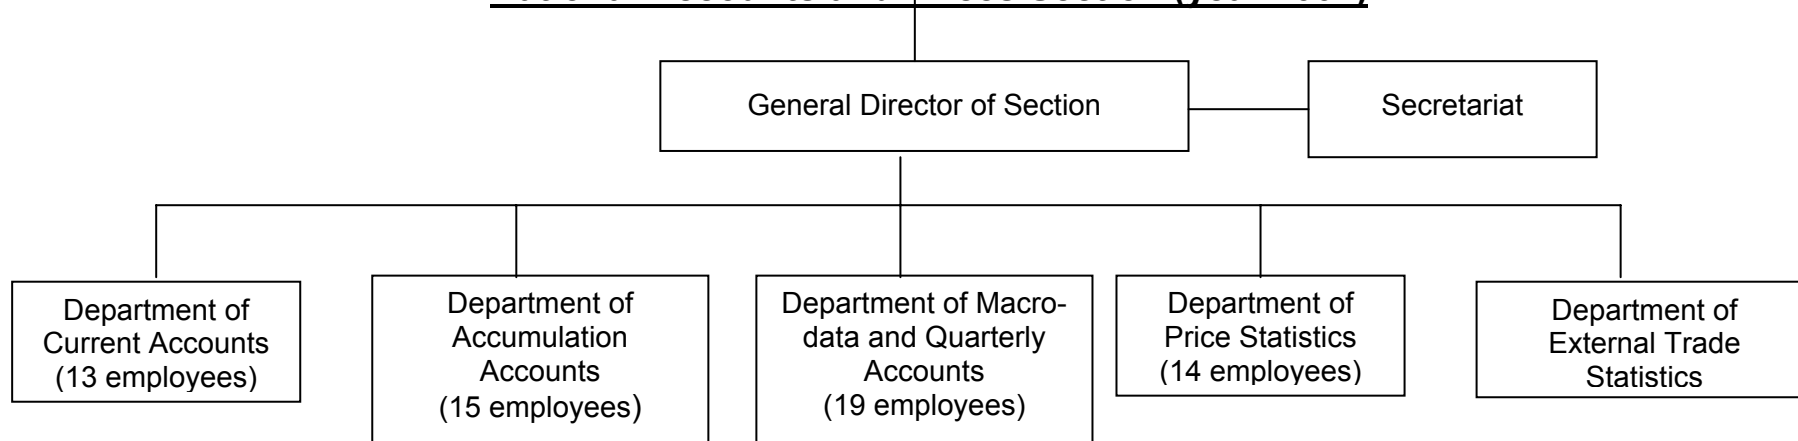 General Director of Section
Secretariat
Department of
Current Accounts
(13 employees)
Department of
Accumulation
Accounts
(15 employees)
Department of Macro-
data and Quarterly
Accounts
(19 employees)
Department of
Price Statistics
(14 employees)
Department of
External Trade
Statistics